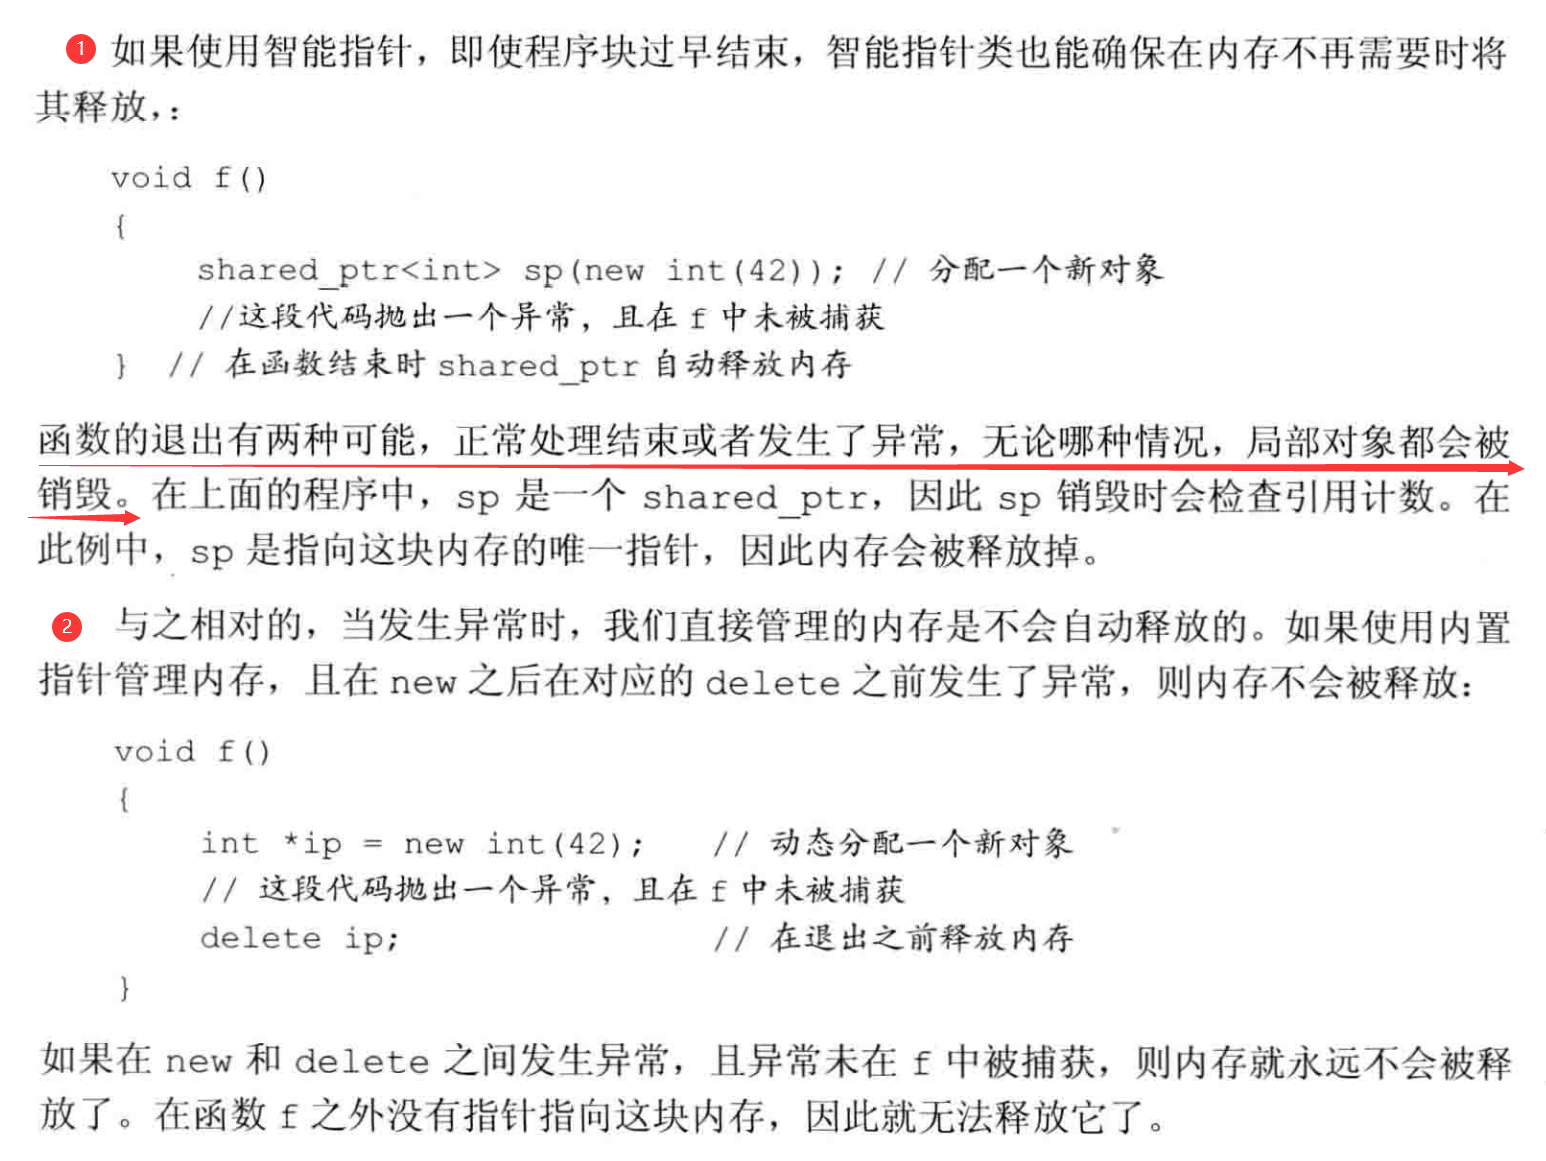 1 如果使用智能指针，即使程序块过早结束，智能指针类也能确保在内存不再需要时将
其释放，：
void f()
{
shared_ptr<int> sp(new int(42)); // 分配一个新对象
//这段代码抛出一个异常，且在 f 中未被捕获
} // 在函数结束时 shared_ptr 自动释放内存
函数的退出有两种可能，正常处理结束或者发生了异常，无论哪种情况，局部对象都会被
销毁。在上面的程序中，sp 是一个 shared_ptr，因此 sp 销毁时会检查引用计数。在
此例中，sp 是指向这块内存的唯一指针，因此内存会被释放掉。
2 与之相对的，当发生异常时，我们直接管理的内存是不会自动释放的。如果使用内置
指针管理内存，且在 new 之后在对应的 delete 之前发生了异常，则内存不会被释放：
void f()
{
int *ip = new int(42); // 动态分配一个新对象
// 这段代码抛出一个异常，且在 f 中未被捕获
delete ip; // 在退出之前释放内存
}
如果在 new 和 delete 之间发生异常，且异常未在 f 中被捕获，则内存就永远不会被释
放了。在函数 f 之外没有指针指向这块内存，因此就无法释放它了。